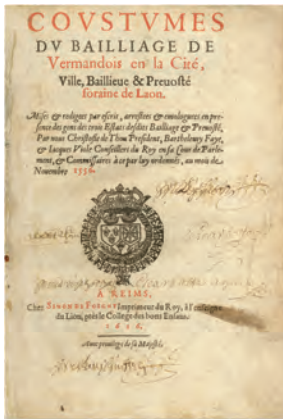 COVSTVMES
DV BAILLIAGE DE
Vermandois en la Cité,
Ville, Baillieue & Preuosté
foraine de Laon.
Mises & redigees par escrit, arrestees & emologuees en pre-
sence des gens des trois Estats desdits Bailliage & Preuosté,
Par nous Christofle de Thou President, Barthelemy Faye,
& Iacques Viole Conseillers du Roy en sa Cour de Parle-
ment, & Commissaires à ce par luy ordonnez, au mois de
Nouembre 1556.
A REIMS,
Chez SIMON DE FOIGNY Imprimeur du Roy, à l'enseigne
du Lion, près le College des bons Enfans.
Auec priuilege de sa Majesté.